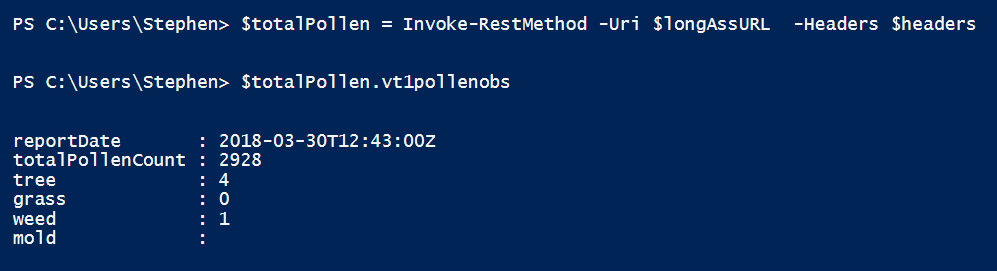 PS C:\Users\Stephen> $totalPollen = Invoke-RestMethod -Uri $longAssURL  -Headers $headers
PS C:\Users\Stephen> $totalPollen.vt1pollenobs
reportDate       : 2018-03-30T12:43:00Z
totalPollenCount : 2928
tree             : 4
grass            : 0
weed             : 1
mold             :